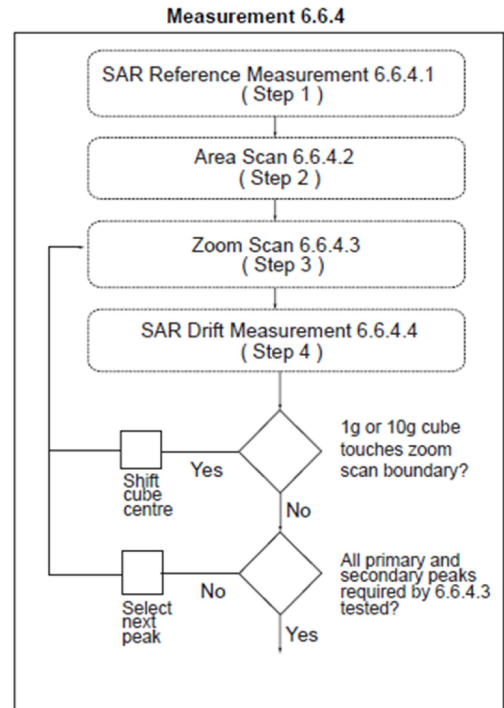 Measurement 6.6.4
SAR Reference Measurement 6.6.4.1
( Step 1 )
Area Scan 6.6.4.2
( Step 2 )
Zoom Scan 6.6.4.3
( Step 3 )
SAR Drift Measurement 6.6.4.4
( Step 4 )
1g or 10g cube
touches zoom
scan boundary?
Yes
Shift
cube
centre
No
All primary and
secondary peaks
required by 6.6.4.3
tested?
No
Select
next
peak
Yes